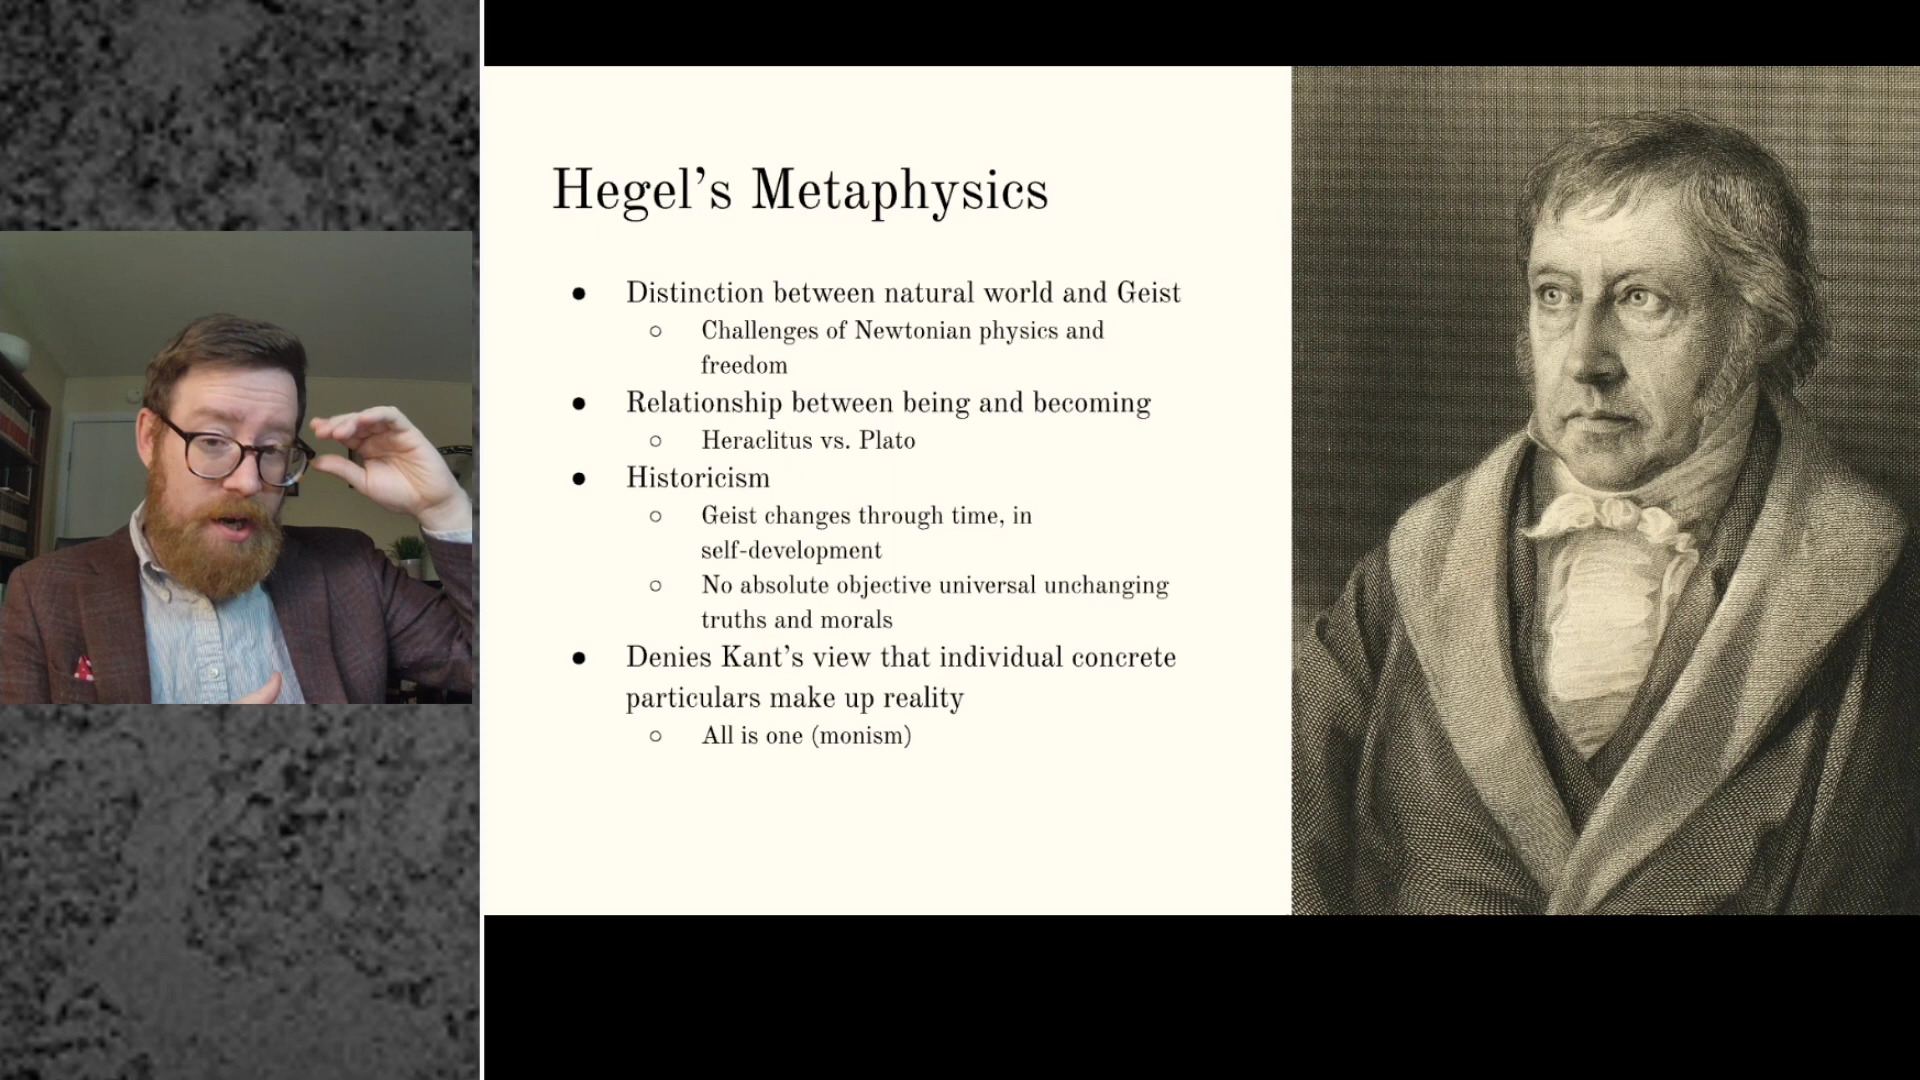 Hegel’s Metaphysics
● Distinction between natural world and Geist
○ Challenges of Newtonian physics and
freedom
● Relationship between being and becoming
○ Heraclitus vs. Plato
● Historicism
○ Geist changes through time, in
self-development
○ No absolute objective universal unchanging
truths and morals
● Denies Kant’s view that individual concrete
particulars make up reality
○ All is one (monism)